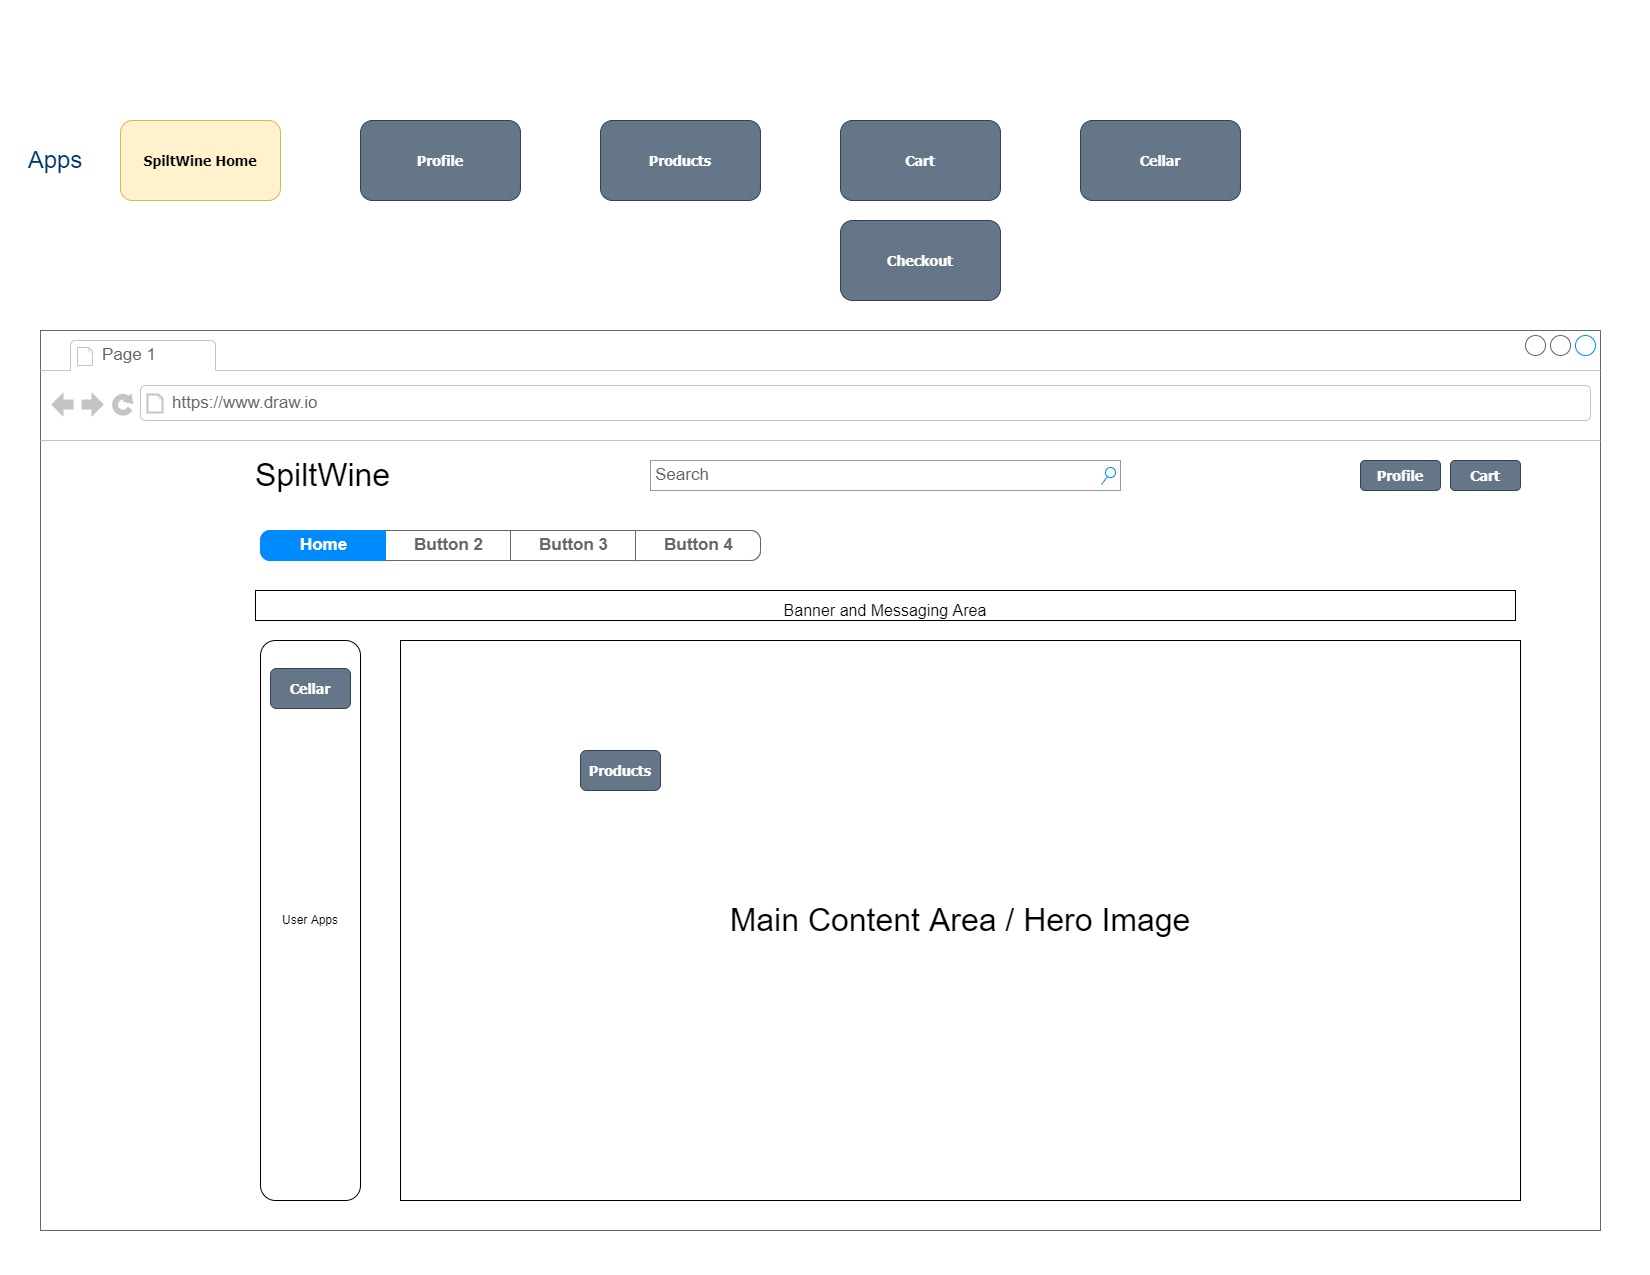 Apps
SpiltWine Home
Profile
Products
Cart
Cellar
Checkout
Page 1
https://www.draw.io
SpiltWine
Search
Profile
Cart
Home
Button 2
Button 3
Button 4
Banner and Messaging Area
Cellar
Products
User Apps
Main Content Area / Hero Image